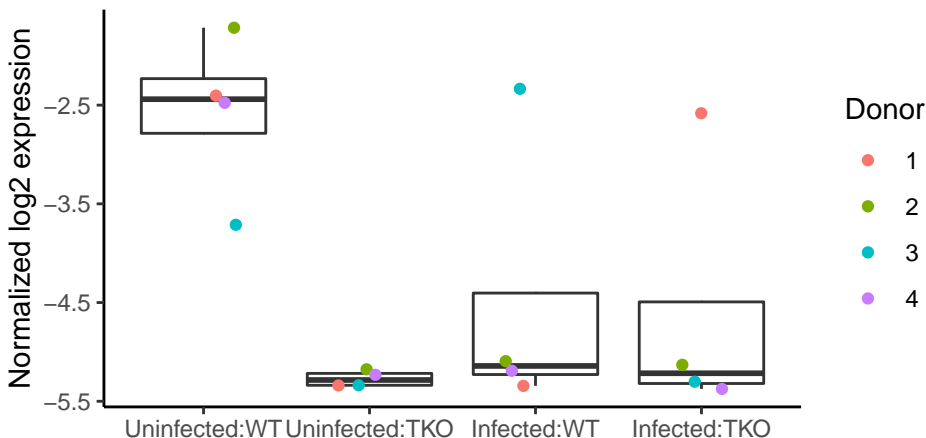 Normalized log2 expression
−2.5
−3.5
−4.5
−5.5
Uninfected:WT Uninfected:TKO Infected:WT Infected:TKO
Donor
1
2
3
4